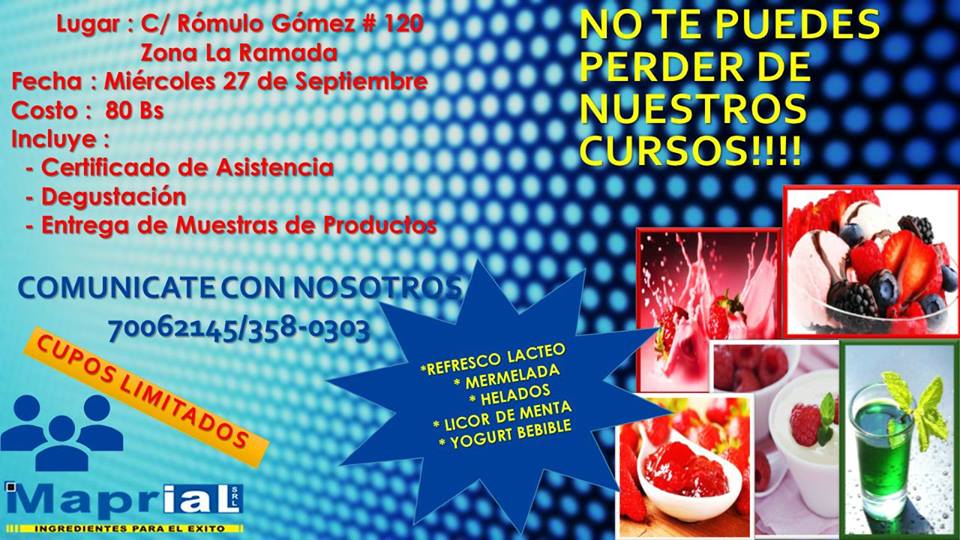 Lugar : C/ Rómulo Gómez # 120
Zona La Ramada
Fecha : Miércoles 27 de Septiembre
Costo : 80 Bs
Incluye :
- Certificado de Asistencia
- Degustación
- Entrega de Muestras de Productos
NO TE PUEDES
PERDER DE
NUESTROS
CURSOS!!!!
COMUNICATE CON NOSOTROS
70062145/358-0303
CUPOS LIMITADOS
*REFRESCO LACTEO
* MERMELADA
* HELADOS
* LICOR DE MENTA
* YOGURT BEBIBLE
Maprial SRL
INGREDIENTES PARA EL EXITO